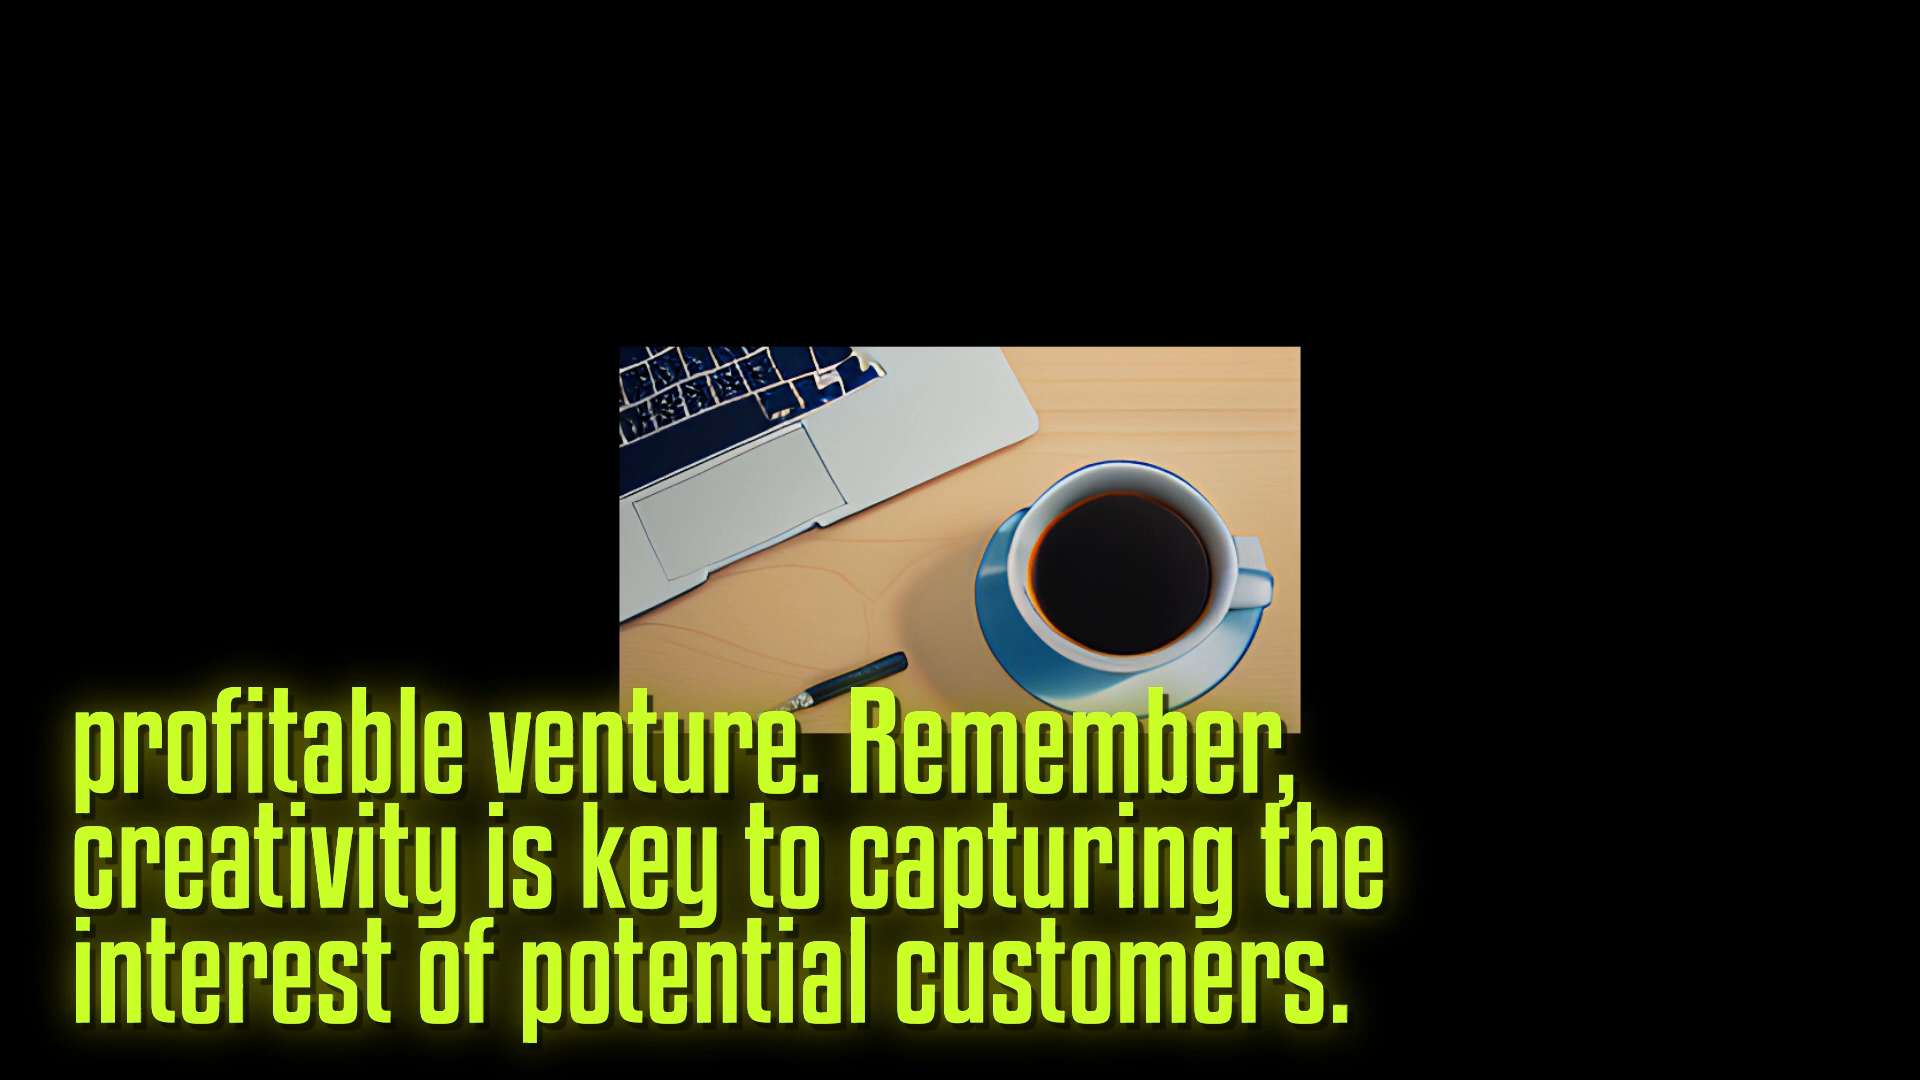 profitable venture. Remember,
creativity is key to capturing the
interest of potential customers.